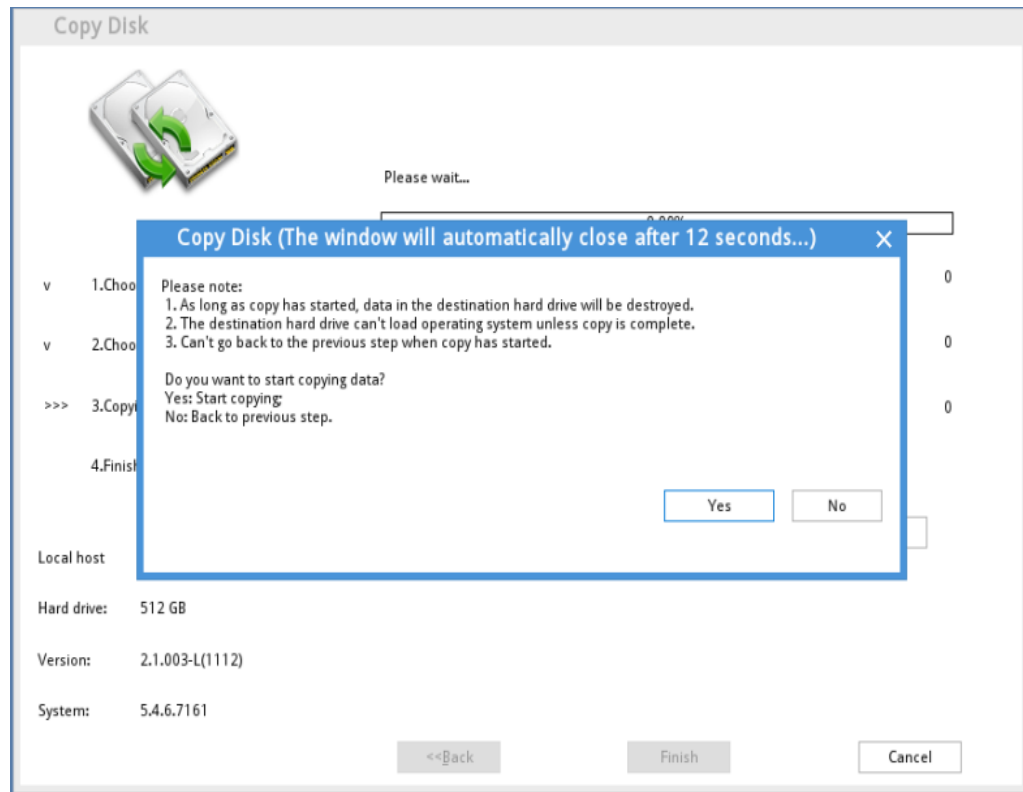 Copy Disk
Please wait...
Copy Disk (The window will automatically close after 12 seconds...)
Please note:
1. As long as copy has started, data in the destination hard drive will be destroyed.
2. The destination hard drive can't load operating system unless copy is complete.
3. Can't go back to the previous step when copy has started.
Do you want to start copying data?
Yes: Start copying;
No: Back to previous step.
Yes No
v 1.Choo 0
v 2.Choo 0
>>> 3.Copyi 0
4.Finish
Local host
Hard drive: 512 GB
Version: 2.1.003-L(1112)
System: 5.4.6.7161
<<Back Finish Cancel